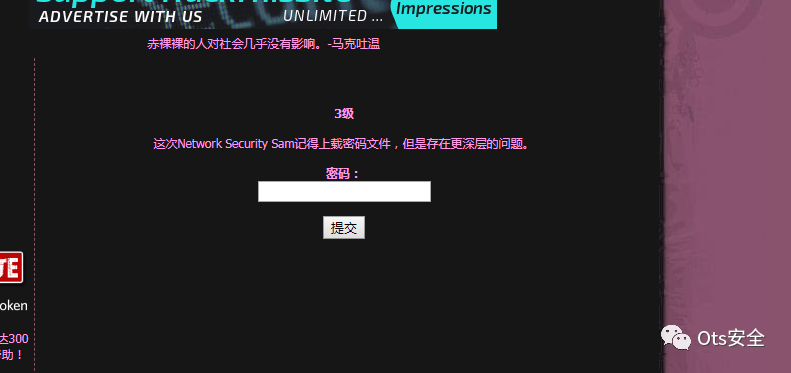 ADVERTISE WITH US
UNLIMITED ...
Impressions
赤裸裸的人对社会几乎没有影响。-马克吐温
3级
这次Network Security Sam记得上载密码文件，但是存在更深层的问题。
密码：
提交
oken
达300
助！
Ots安全